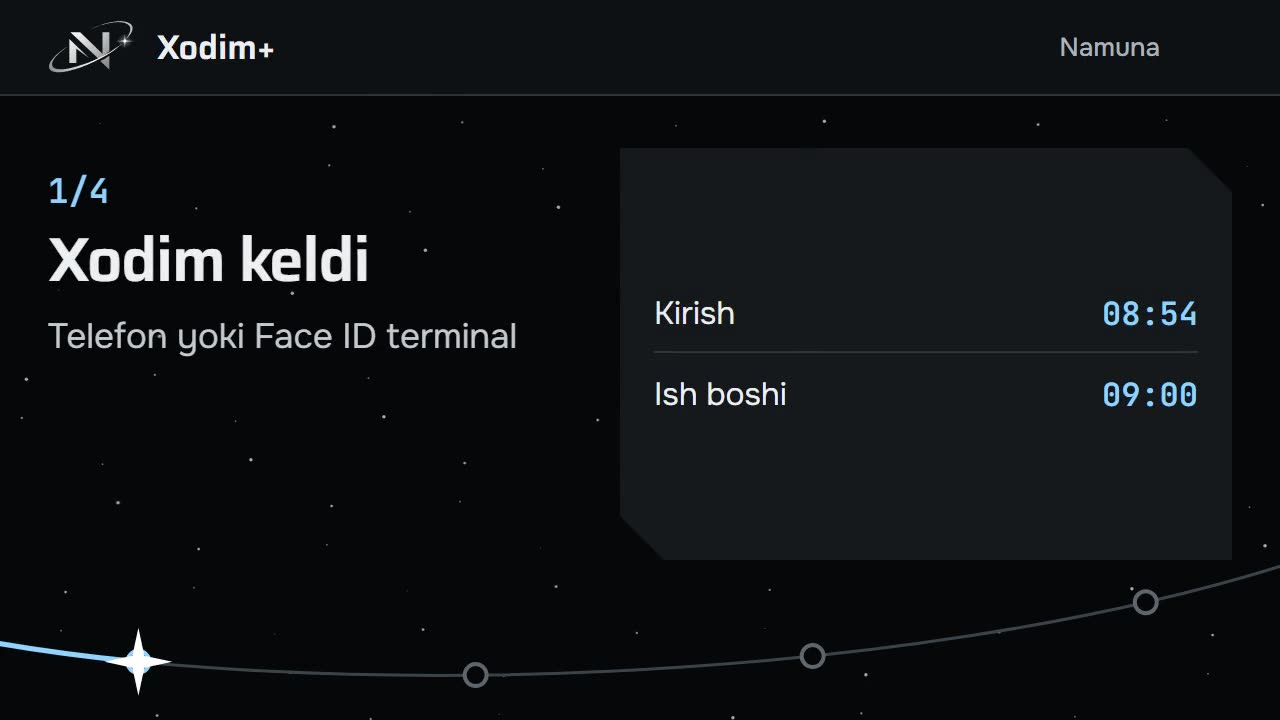 Xodim+
Namuna
1/4
Xodim keldi
Telefon yoki Face ID terminal
Kirish 08:54
Ish boshi 09:00